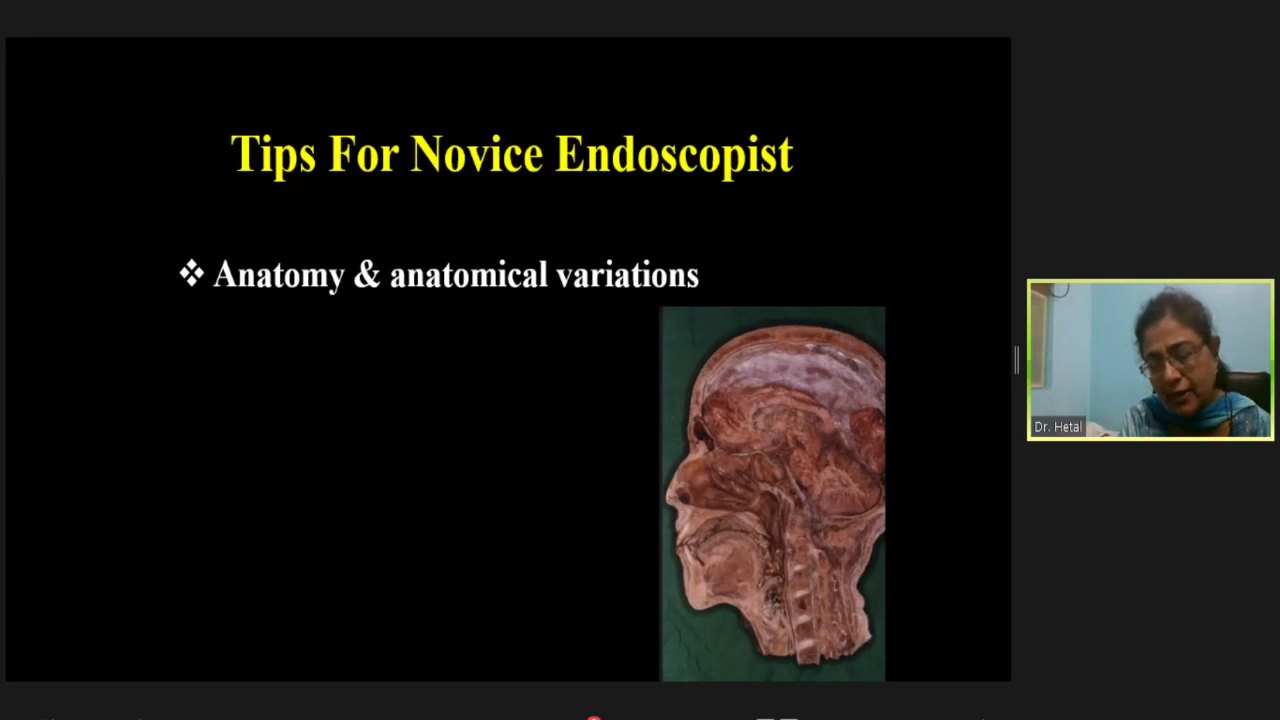 Tips For Novice Endoscopist
❖ Anatomy & anatomical variations
Dr. Hetal